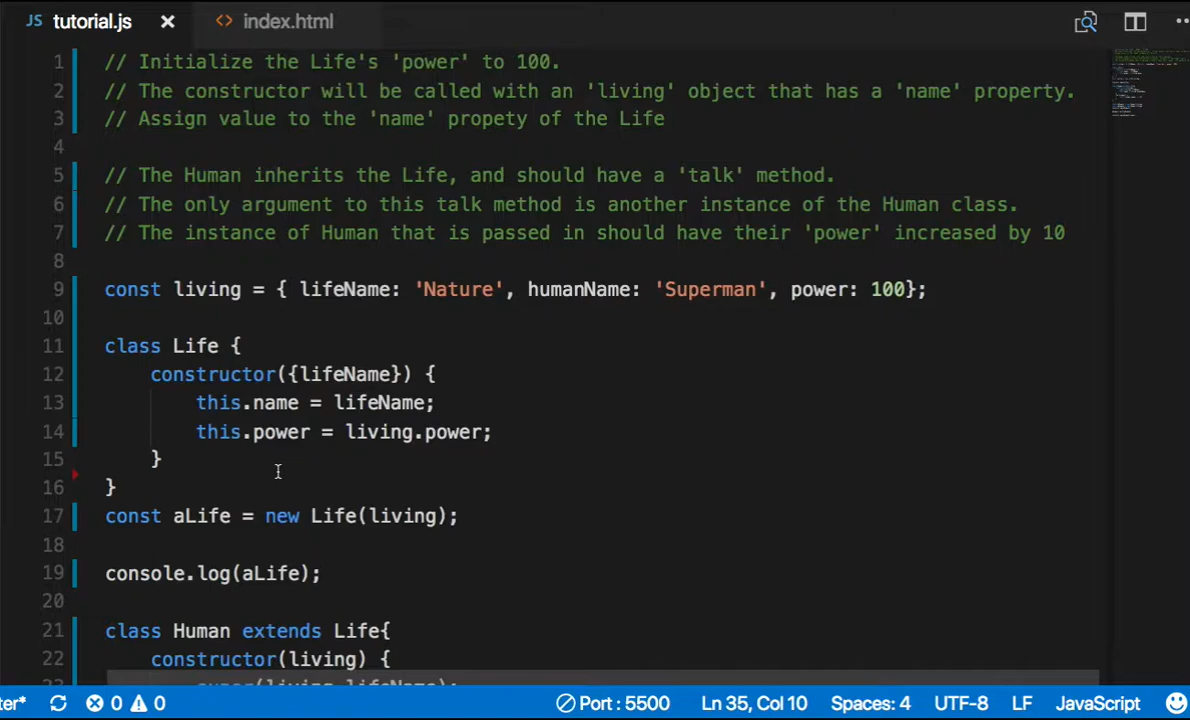 JS tutorial.js × <> index.html
1 // Initialize the Life's 'power' to 100.
2 // The constructor will be called with an 'living' object that has a 'name' property.
3 // Assign value to the 'name' propety of the Life
4
5 // The Human inherits the Life, and should have a 'talk' method.
6 // The only argument to this talk method is another instance of the Human class.
7 // The instance of Human that is passed in should have their 'power' increased by 10
8
9 const living = { lifeName: 'Nature', humanName: 'Superman', power: 100};
10
11 class Life {
12 constructor({lifeName}) {
13 this.name = lifeName;
14 this.power = living.power;
15 }
16 }
17 const aLife = new Life(living);
18
19 console.log(aLife);
20
21 class Human extends Life{
22 constructor(living) {
ter* 0 0 Port : 5500 Ln 35, Col 10 Spaces: 4 UTF-8 LF JavaScript